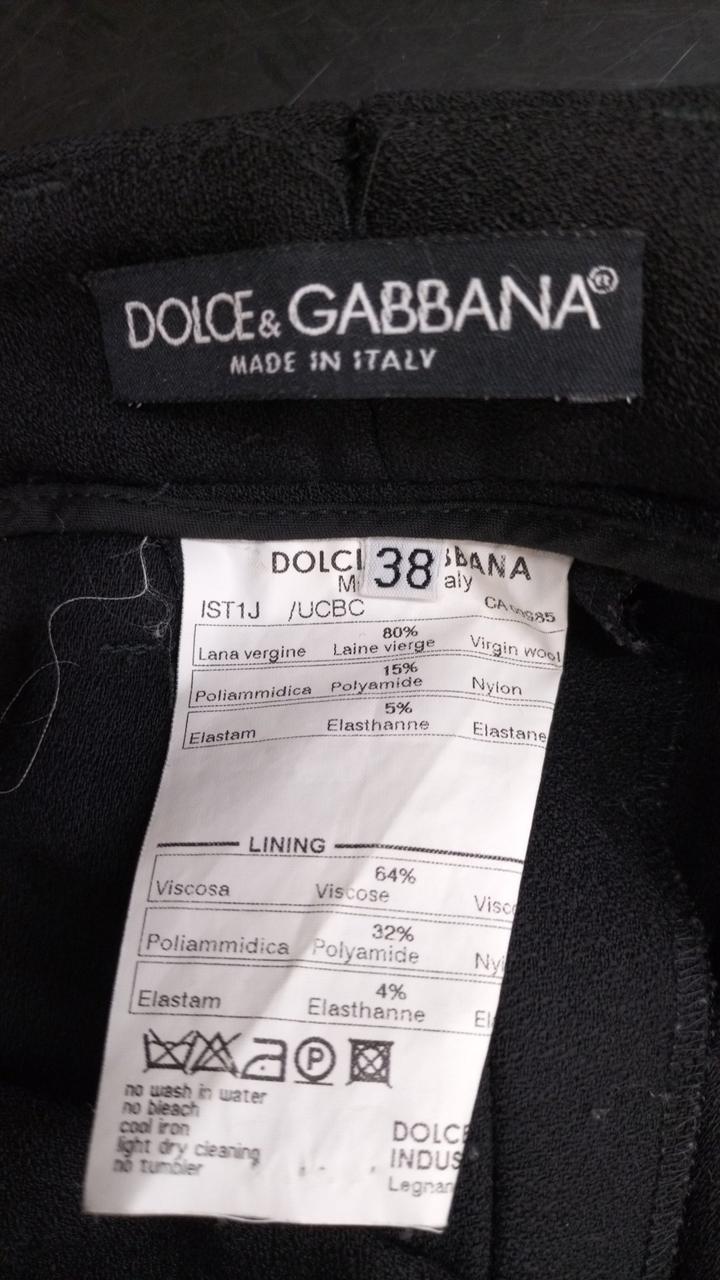 DOLCE & GABBANA®
MADE IN ITALY
38
IST1J /UCBC
80%
Lana vergine Laine vierge Virgin wool
15%
Poliammidica Polyamide Nylon
5%
Elastam Elasthanne Elastane
LINING
64%
Viscosa Viscose
32%
Poliammidica Polyamide
4%
Elastam Elasthanne
P
no wash in water
no bleach
cool iron
light dry cleaning
no tumbler